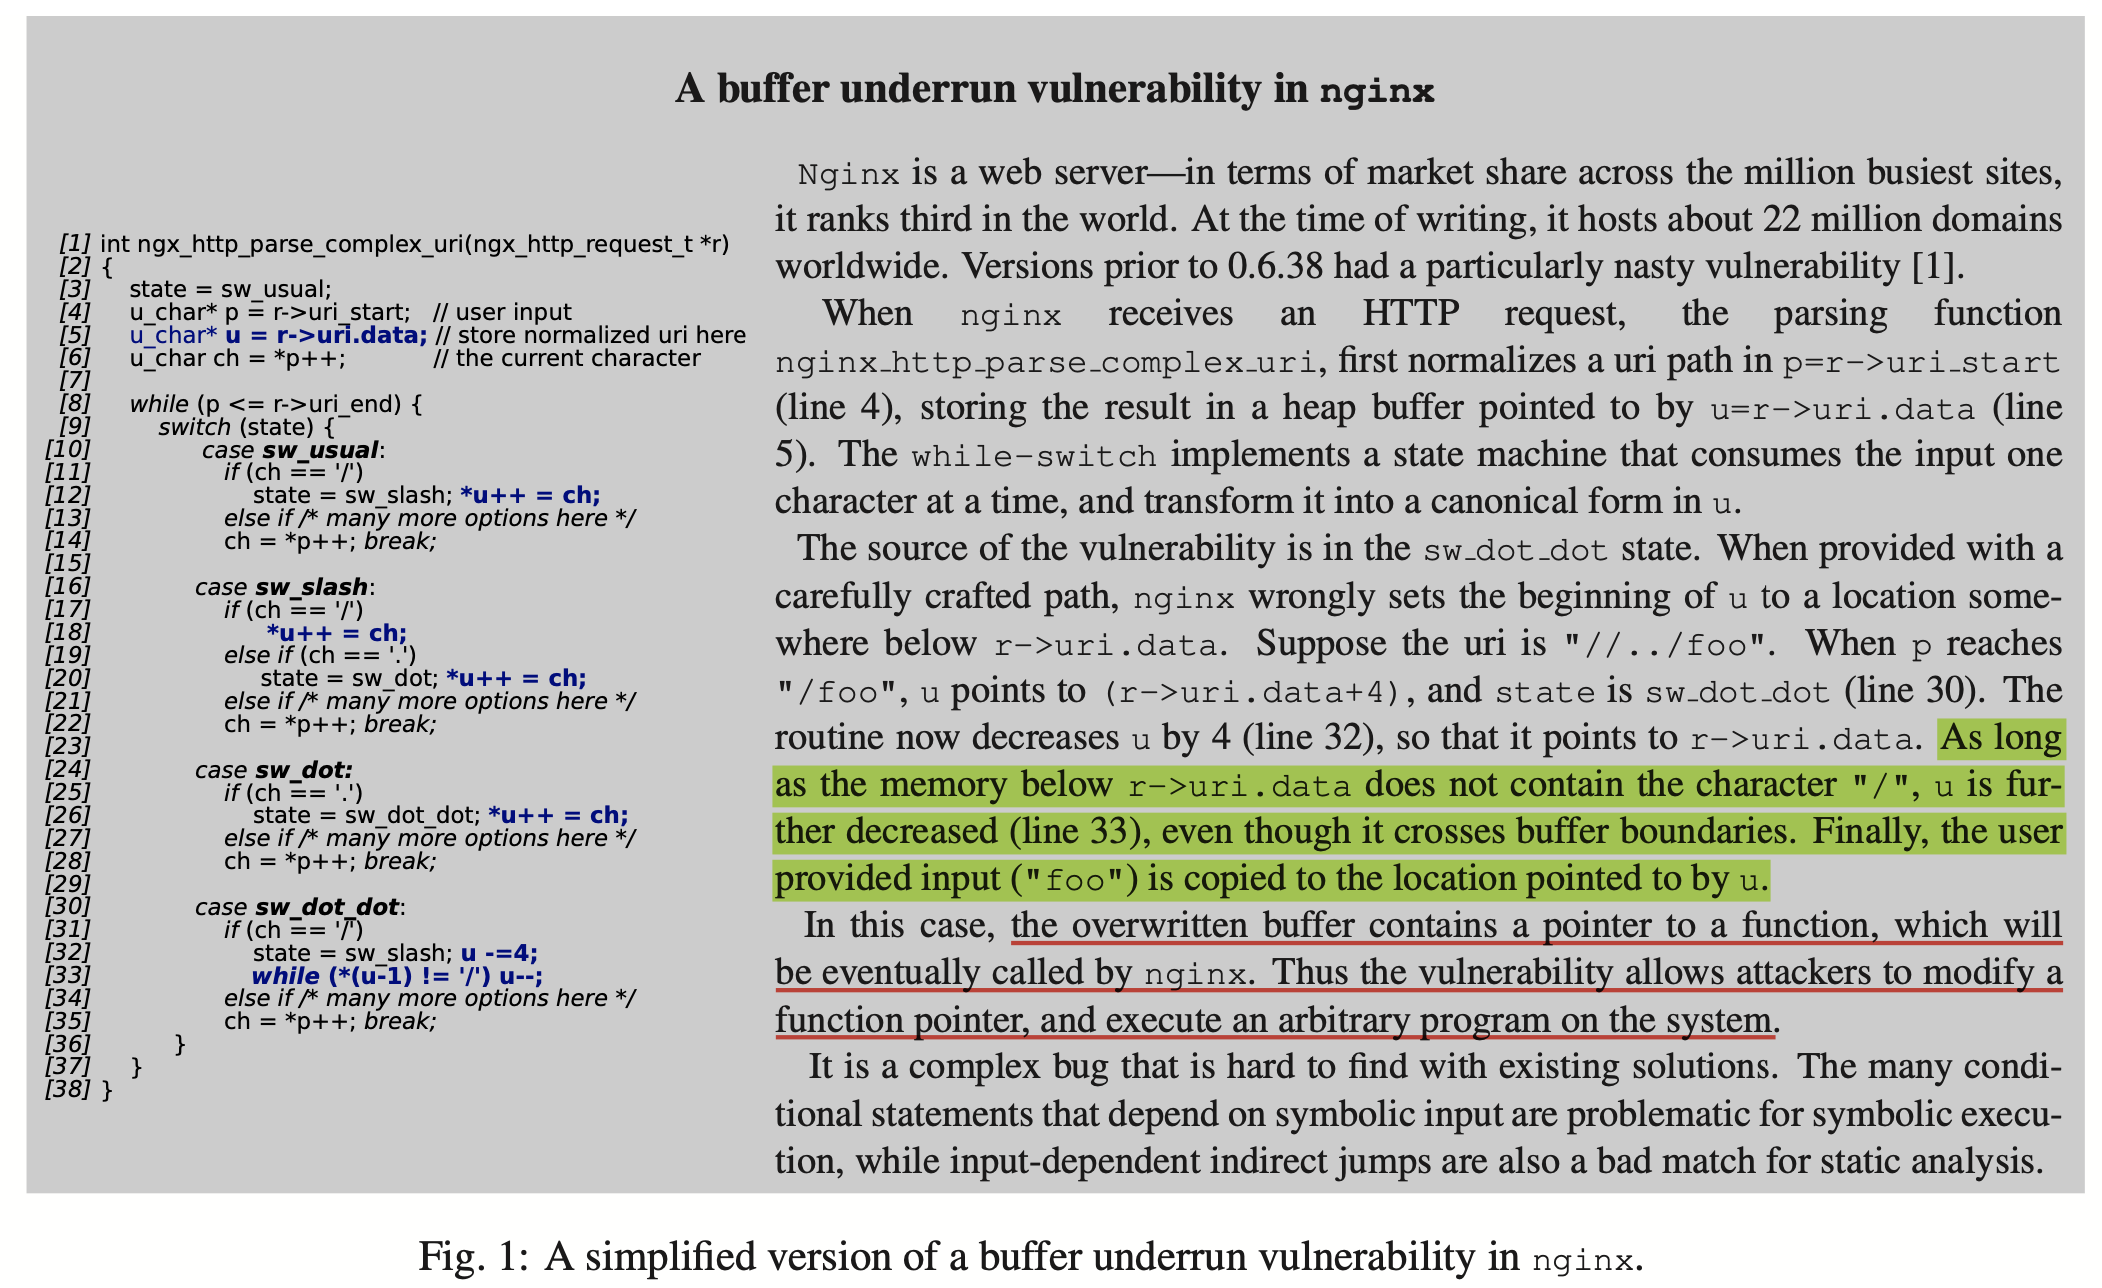 A buffer underrun vulnerability in nginx
[1] int ngx_http_parse_complex_uri(ngx_http_request_t *r)
[2] {
[3] state = sw_usual;
[4] u_char* p = r->uri_start; // user input
[5] u_char* u = r->uri.data; // store normalized uri here
[6] u_char ch = *p++; // the current character
[7]
[8] while (p <= r->uri_end) {
[9] switch (state) {
[10] case sw_usual:
[11] if (ch == '/')
[12] state = sw_slash; *u++ = ch;
[13] else if /* many more options here */
[14] ch = *p++; break;
[15]
[16] case sw_slash:
[17] if (ch == '/')
[18] *u++ = ch;
[19] else if (ch == '.')
[20] state = sw_dot; *u++ = ch;
[21] else if /* many more options here */
[22] ch = *p++; break;
[23]
[24] case sw_dot:
[25] if (ch == '.')
[26] state = sw_dot_dot; *u++ = ch;
[27] else if /* many more options here */
[28] ch = *p++; break;
[29]
[30] case sw_dot_dot:
[31] if (ch == '/')
[32] state = sw_slash; u -=4;
[33] while (*(u-1) != '/') u--;
[34] else if /* many more options here */
[35] ch = *p++; break;
[36] }
[37] }
[38] }
Nginx is a web server—in terms of market share across the million busiest sites,
it ranks third in the world. At the time of writing, it hosts about 22 million domains
worldwide. Versions prior to 0.6.38 had a particularly nasty vulnerability [1].
When nginx receives an HTTP request, the parsing function
nginx_http_parse_complex_uri, first normalizes a uri path in p=r->uri_start
(line 4), storing the result in a heap buffer pointed to by u=r->uri.data (line
5). The while-switch implements a state machine that consumes the input one
character at a time, and transform it into a canonical form in u.
The source of the vulnerability is in the sw_dot_dot state. When provided with a
carefully crafted path, nginx wrongly sets the beginning of u to a location some-
where below r->uri.data. Suppose the uri is "//../foo". When p reaches
"/foo", u points to (r->uri.data+4), and state is sw_dot_dot (line 30). The
routine now decreases u by 4 (line 32), so that it points to r->uri.data. As long
as the memory below r->uri.data does not contain the character "/", u is fur-
ther decreased (line 33), even though it crosses buffer boundaries. Finally, the user
provided input ("foo") is copied to the location pointed to by u.
In this case, the overwritten buffer contains a pointer to a function, which will
be eventually called by nginx. Thus the vulnerability allows attackers to modify a
function pointer, and execute an arbitrary program on the system.
It is a complex bug that is hard to find with existing solutions. The many condi-
tional statements that depend on symbolic input are problematic for symbolic execu-
tion, while input-dependent indirect jumps are also a bad match for static analysis.
Fig. 1: A simplified version of a buffer underrun vulnerability in nginx.